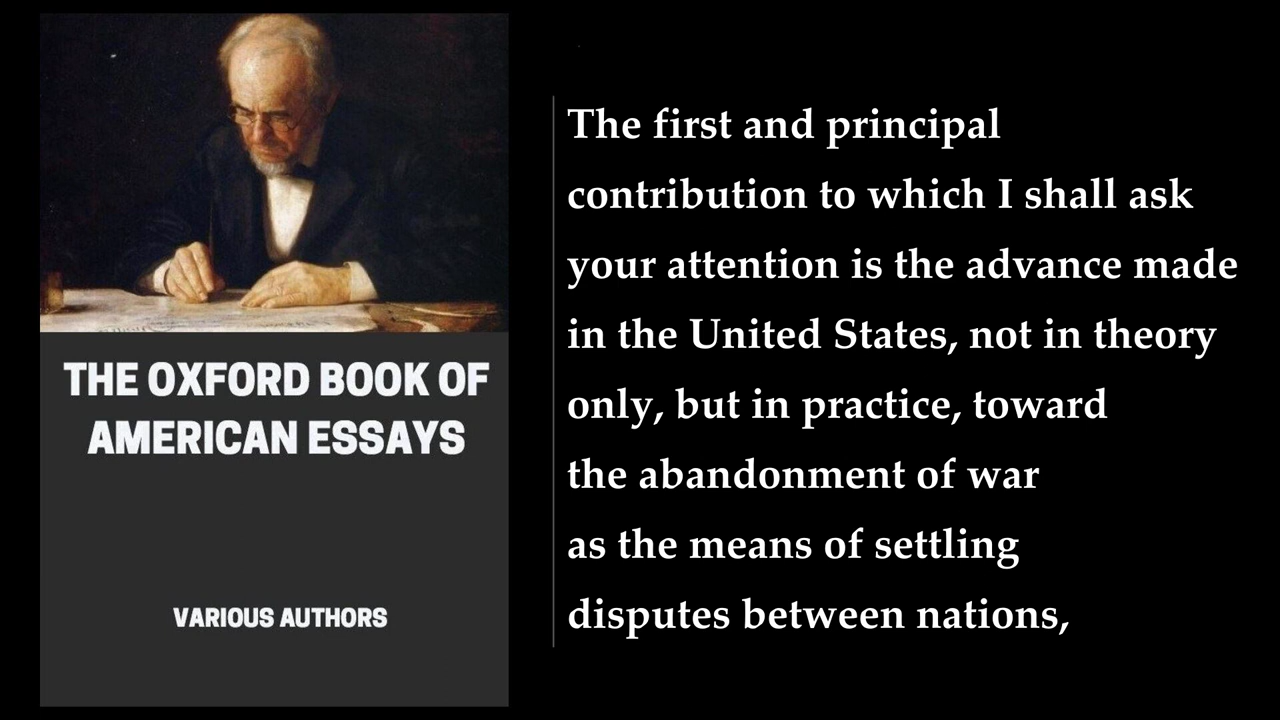 THE OXFORD BOOK OF
AMERICAN ESSAYS
VARIOUS AUTHORS
The first and principal
contribution to which I shall ask
your attention is the advance made
in the United States, not in theory
only, but in practice, toward
the abandonment of war
as the means of settling
disputes between nations,